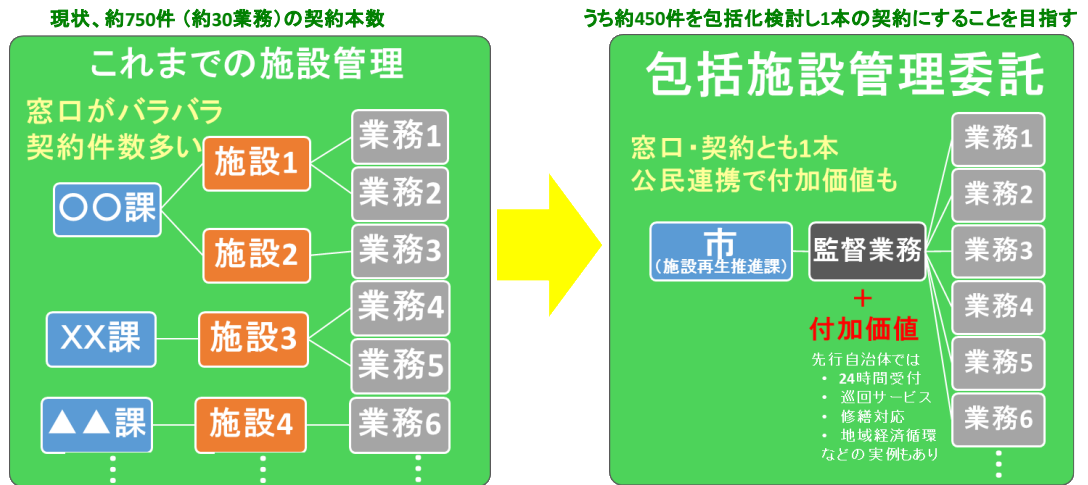 現状、約750件（約30業務）の契約本数
これまでの施設管理
窓口がバラバラ
契約件数多い
〇〇課
施設1
業務1
業務2
施設2
業務3
XX課
施設3
業務4
業務5
▲▲課
施設4
業務6
うち約450件を包括化検討し1本の契約にすることを目指す
包括施設管理委託
窓口・契約とも1本
公民連携で付加価値も
市
（施設再生推進課）
監督業務
＋
付加価値
先行自治体では
• 24時間受付
• 巡回サービス
• 修繕対応
• 地域経済循環
などの実例もあり
業務1
業務2
業務3
業務4
業務5
業務6